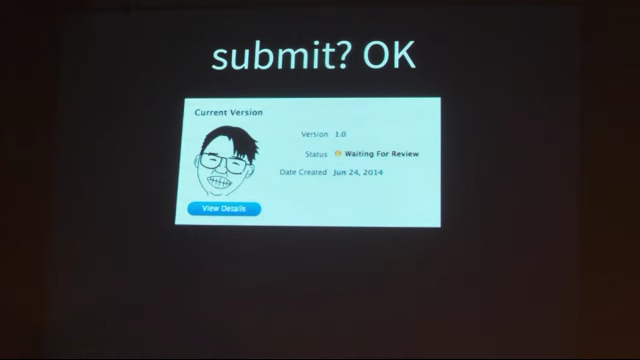 submit? OK
Current Version
Version 1.0
Status Waiting For Review
Date Created Jun 24, 2014
View Details